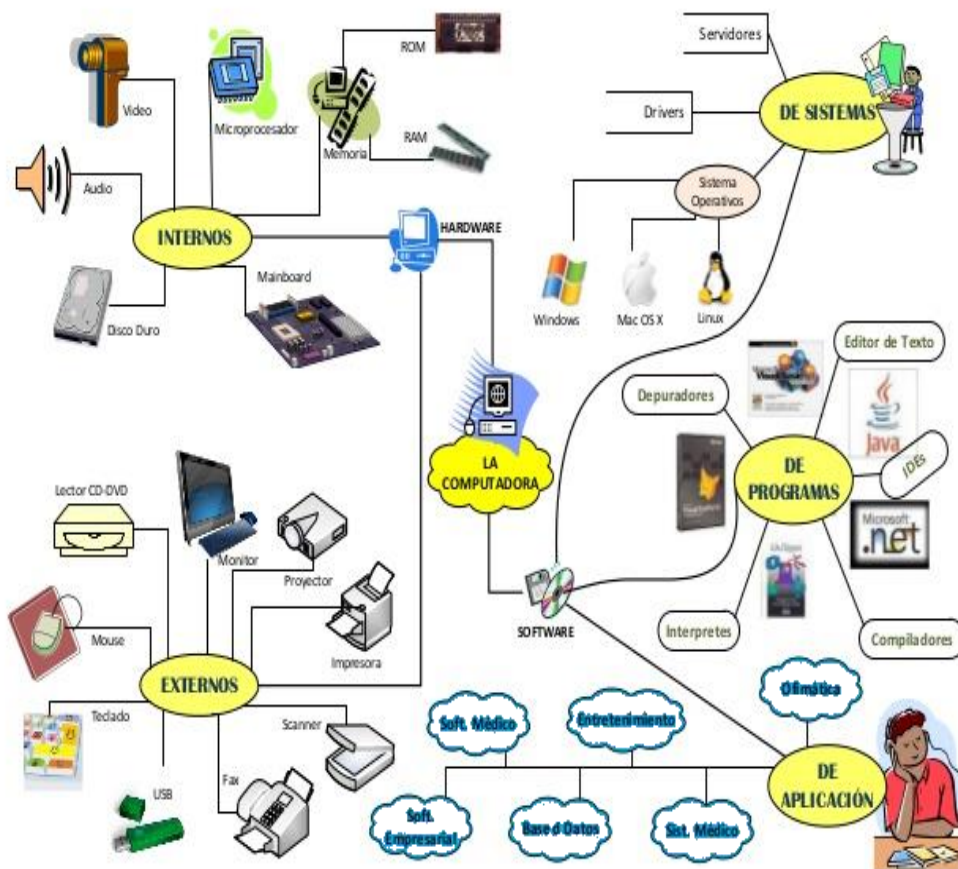 ROM
Servidores
Video
Microprocesador
Memoria
DE SISTEMAS
Drivers
RAM
Audio
Sistema
Operativos
INTERNOS
HARDWARE
Mainboard
Disco Duro
Windows
Mac OS X
Linux
Editor de Texto
Depuradores
Java
LA
COMPUTADORA
DE
PROGRAMAS
IDEs
Lector CD-DVD
Monitor
Proyector
Microsoft
.net
Mouse
Impresora
SOFTWARE
Interpretes
Compiladores
EXTERNOS
Teclado
Scanner
Soft. Médico
Entretenimiento
Ofimática
USB
Fax
DE
APLICACIÓN
Soft.
Empresarial
Base d Datos
Sist. Médico